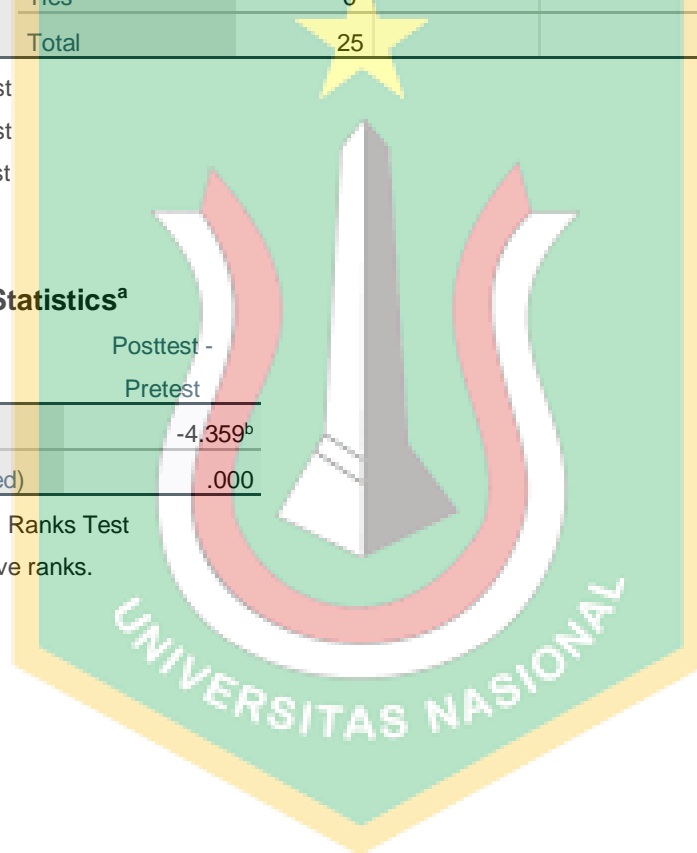 Total 25
st
st
st
Statisticsᵃ
Posttest -
Pretest
-4.359ᵇ
ed) .000
Ranks Test
ve ranks.
UNIVERSITAS NASIONAL